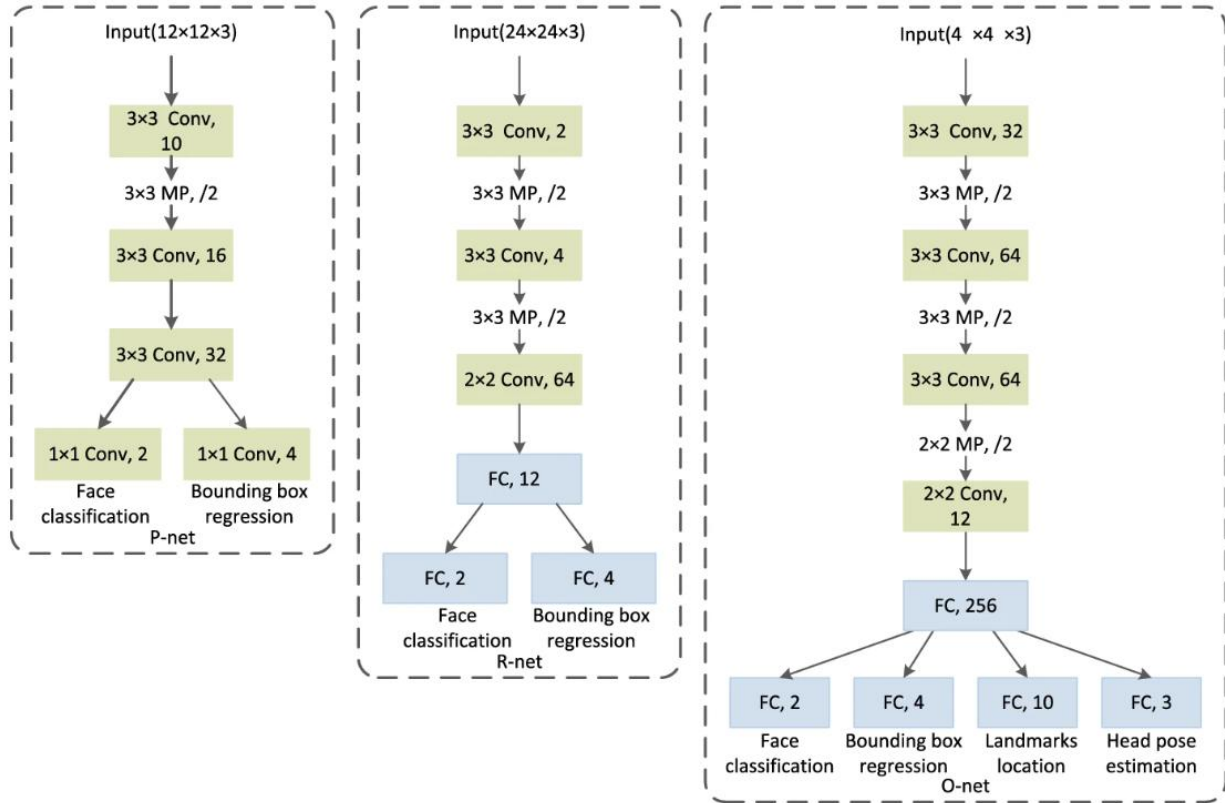 Input(12×12×3)
3×3 Conv,
10
3×3 MP, /2
3×3 Conv, 16
3×3 Conv, 32
1×1 Conv, 2
1×1 Conv, 4
Face
classification
Bounding box
regression
P-net
Input(24×24×3)
3×3 Conv, 2
3×3 MP, /2
3×3 Conv, 4
3×3 MP, /2
2×2 Conv, 64
FC, 12
FC, 2
FC, 4
Face
classification
Bounding box
regression
R-net
Input(4 ×4 ×3)
3×3 Conv, 32
3×3 MP, /2
3×3 Conv, 64
3×3 MP, /2
3×3 Conv, 64
2×2 MP, /2
2×2 Conv,
12
FC, 256
FC, 2
FC, 4
FC, 10
FC, 3
Face
classification
Bounding box
regression
Landmarks
location
Head pose
estimation
O-net